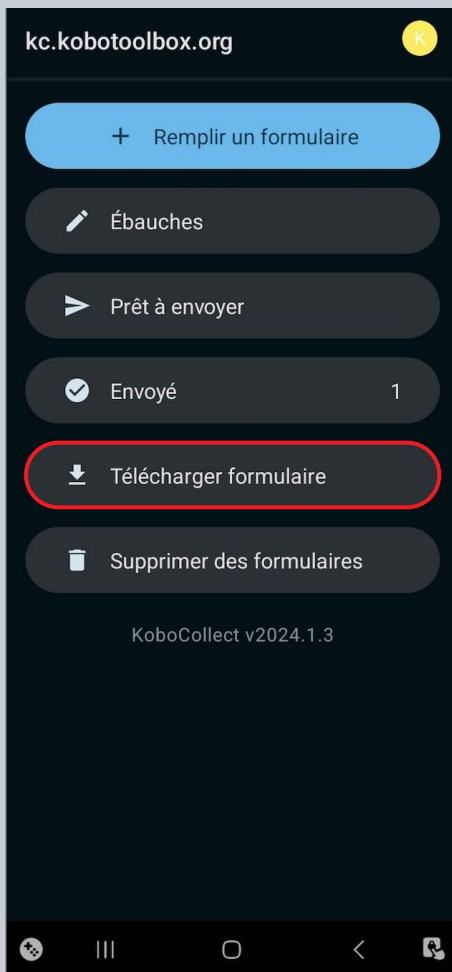 kc.kobotoolbox.org
K
+ Remplir un formulaire
Ébauches
Prêt à envoyer
Envoyé 1
Télécharger formulaire
Supprimer des formulaires
KoboCollect v2024.1.3